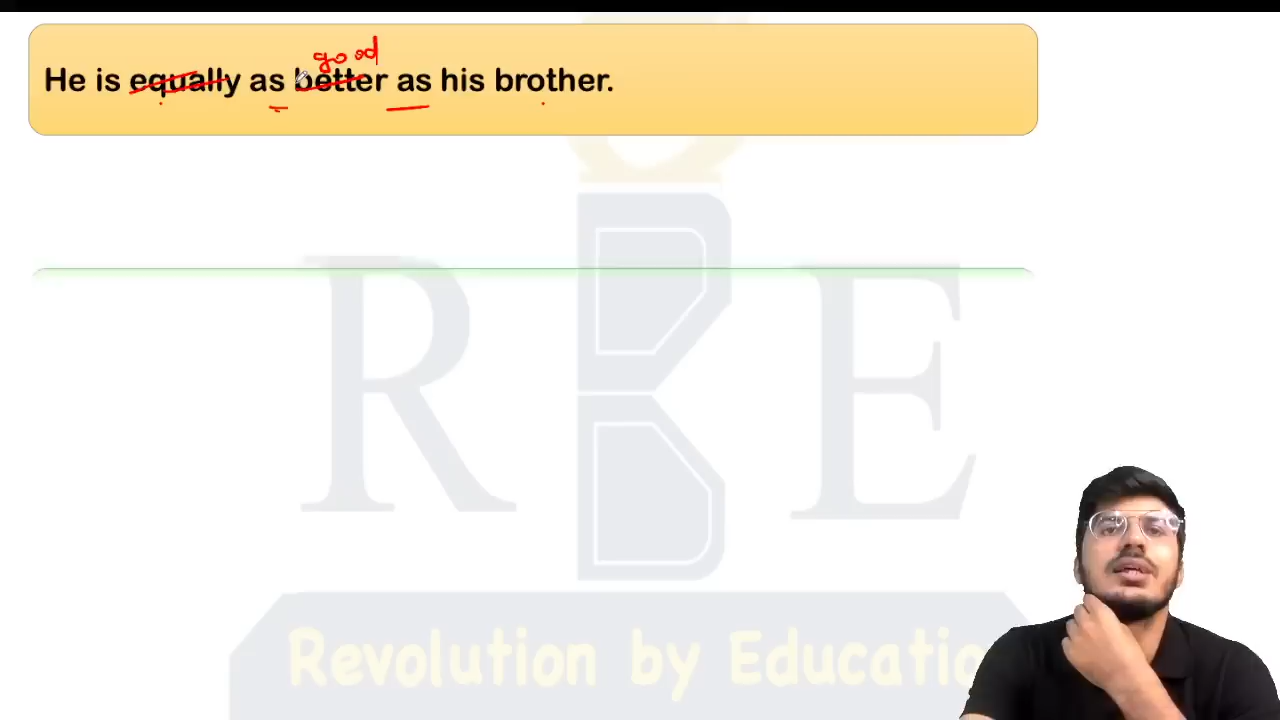 good
He is equally as better as his brother.
R B E
Revolution by Educatio